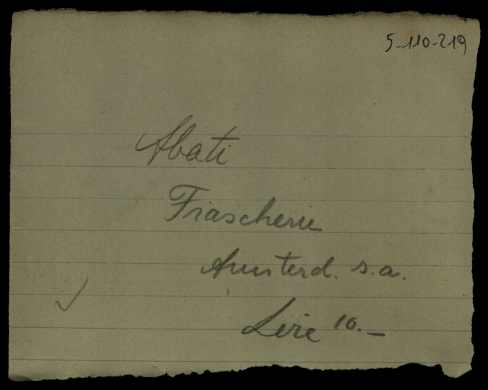 5-110-219
Abati
Frascherie
Amsterd. s.a.
Lire 10.-